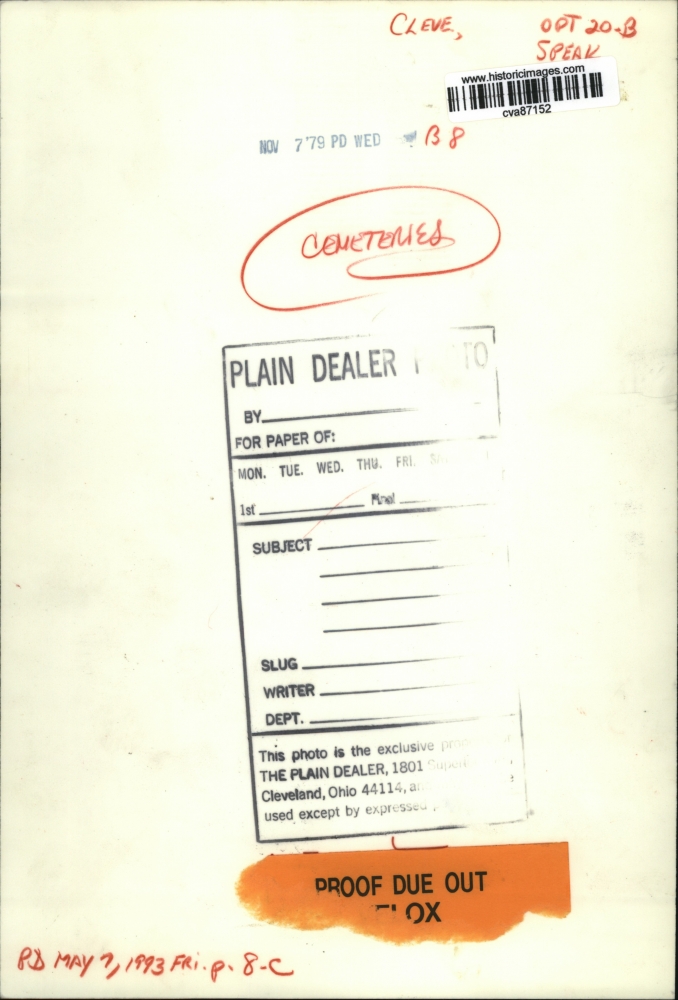 CLEVE, OPT 20-B
SPEAK
www.historicimages.com
cva87152
NOV 7 '79 PD WED B 8
CEMETERIES
PLAIN DEALER
BY
FOR PAPER OF:
MON. TUE. WED. THU. FRI.
1st Final
SUBJECT
SLUG
WRITER
DEPT.
This photo is the exclusive
THE PLAIN DEALER, 1801
Cleveland, Ohio 44114,
used except by expressed
PROOF DUE OUT
PD MAY 7, 1993 FRI. p. 8-C